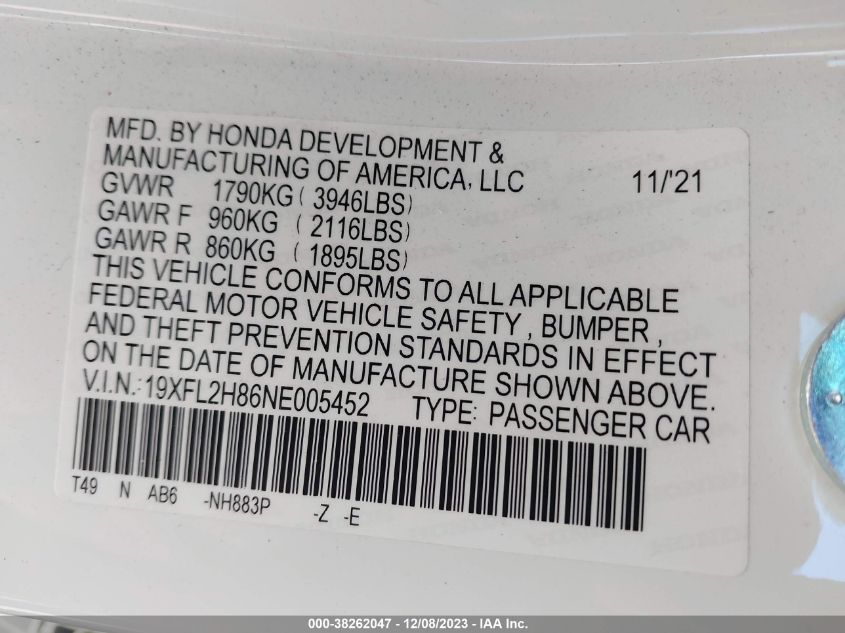 MFD. BY HONDA DEVELOPMENT &
MANUFACTURING OF AMERICA, LLC 11/'21
GVWR 1790KG ( 3946LBS)
GAWR F 960KG ( 2116LBS)
GAWR R 860KG ( 1895LBS)
THIS VEHICLE CONFORMS TO ALL APPLICABLE
FEDERAL MOTOR VEHICLE SAFETY , BUMPER ,
AND THEFT PREVENTION STANDARDS IN EFFECT
ON THE DATE OF MANUFACTURE SHOWN ABOVE.
V.I.N.:19XFL2H86NE005452 TYPE: PASSENGER CAR
T49 N AB6 -NH883P -Z -E
000-38262047 - 12/08/2023 - IAA Inc.